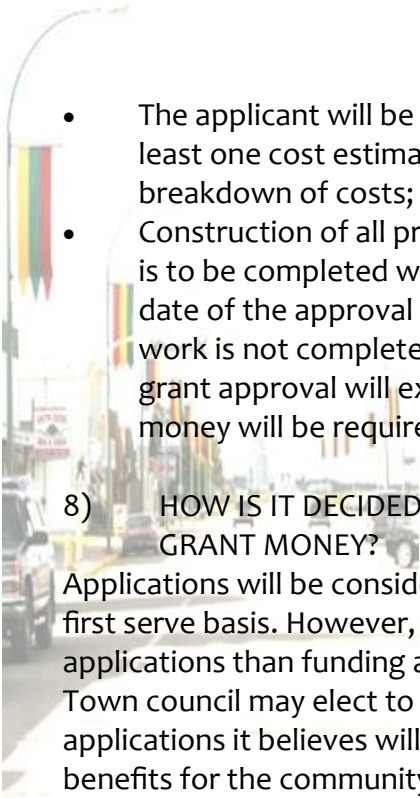 • The applicant will be
least one cost estima
breakdown of costs;
• Construction of all pr
is to be completed w
date of the approval
work is not complete
grant approval will ex
money will be require
8) HOW IS IT DECIDED
GRANT MONEY?
Applications will be consid
first serve basis. However,
applications than funding a
Town council may elect to
applications it believes will
benefits for the community